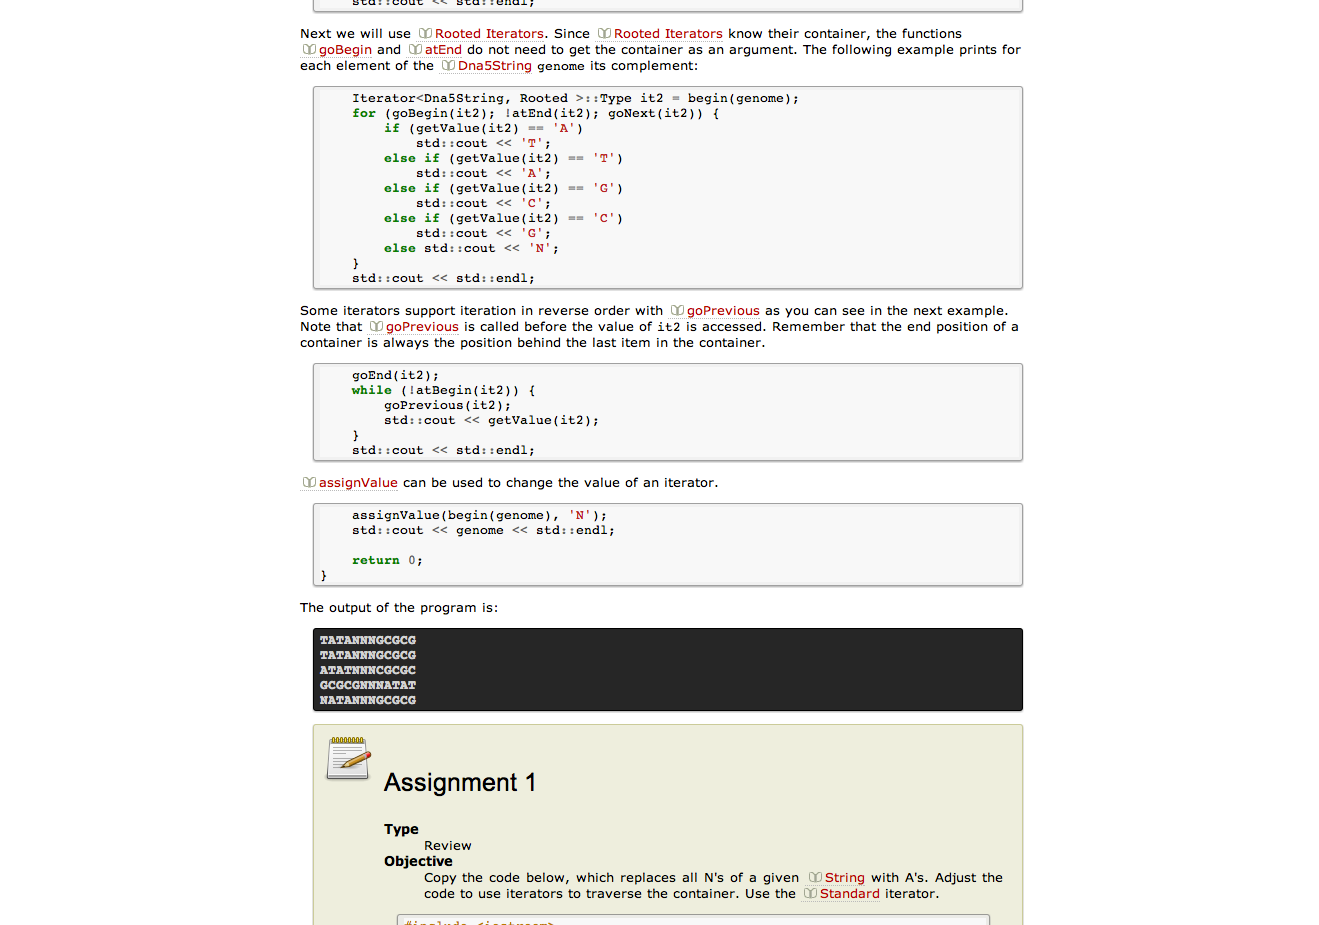 std::cout << std::endl;
Next we will use Rooted Iterators. Since Rooted Iterators know their container, the functions
goBegin and atEnd do not need to get the container as an argument. The following example prints for
each element of the Dna5String genome its complement:
Iterator<Dna5String, Rooted >::Type it2 = begin(genome);
for (goBegin(it2); !atEnd(it2); goNext(it2)) {
if (getValue(it2) == 'A')
std::cout << 'T';
else if (getValue(it2) == 'T')
std::cout << 'A';
else if (getValue(it2) == 'G')
std::cout << 'C';
else if (getValue(it2) == 'C')
std::cout << 'G';
else std::cout << 'N';
}
std::cout << std::endl;
Some iterators support iteration in reverse order with goPrevious as you can see in the next example.
Note that goPrevious is called before the value of it2 is accessed. Remember that the end position of a
container is always the position behind the last item in the container.
goEnd(it2);
while (!atBegin(it2)) {
goPrevious(it2);
std::cout << getValue(it2);
}
std::cout << std::endl;
assignValue can be used to change the value of an iterator.
assignValue(begin(genome), 'N');
std::cout << genome << std::endl;
return 0;
}
The output of the program is:
TATANNNGCGCG
TATANNNGCGCG
ATATNNNCGCGC
GCGCGNNNATAT
NATANNNGCGCG
Assignment 1
Type
Review
Objective
Copy the code below, which replaces all N's of a given String with A's. Adjust the
code to use iterators to traverse the container. Use the Standard iterator.
#include <iostream>